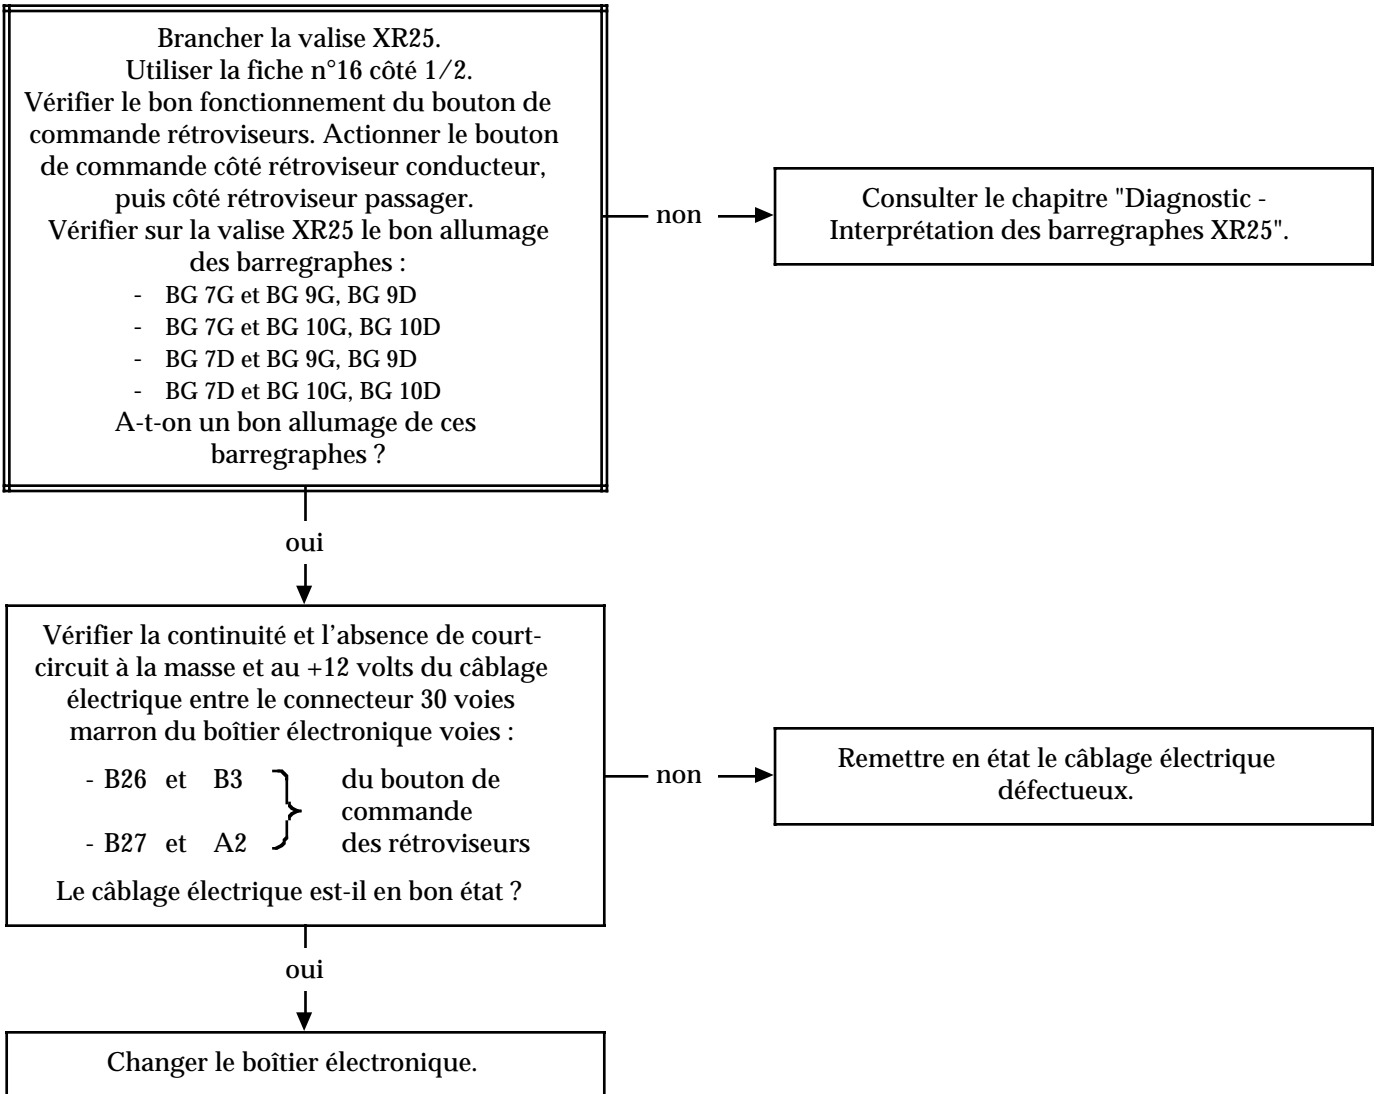 Brancher la valise XR25.
Utiliser la fiche n°16 côté 1/2.
Vérifier le bon fonctionnement du bouton de
commande rétroviseurs. Actionner le bouton
de commande côté rétroviseur conducteur,
puis côté rétroviseur passager.
Vérifier sur la valise XR25 le bon allumage
des barregraphes :
- BG 7G et BG 9G, BG 9D
- BG 7G et BG 10G, BG 10D
- BG 7D et BG 9G, BG 9D
- BG 7D et BG 10G, BG 10D
A-t-on un bon allumage de ces
barregraphes ?
non
Consulter le chapitre "Diagnostic -
Interprétation des barregraphes XR25".
oui
Vérifier la continuité et l'absence de court-
circuit à la masse et au +12 volts du câblage
électrique entre le connecteur 30 voies
marron du boîtier électronique voies :
- B26 et B3
- B27 et A2
du bouton de
commande
des rétroviseurs
Le câblage électrique est-il en bon état ?
non
Remettre en état le câblage électrique
défectueux.
oui
Changer le boîtier électronique.